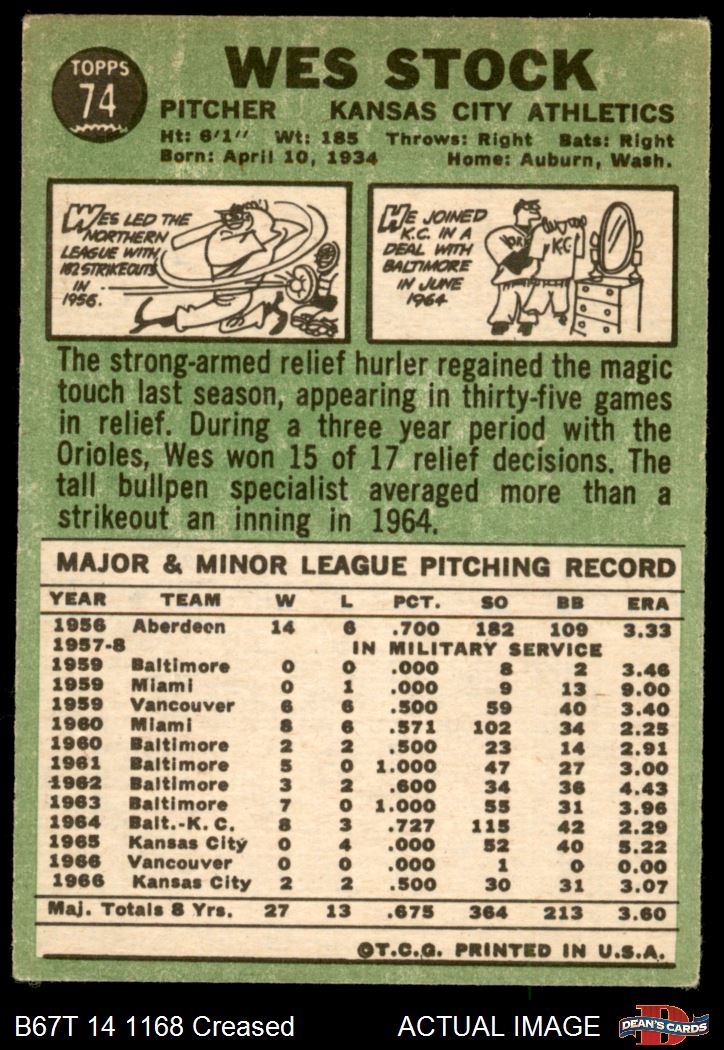 TOPPS
74
WES STOCK
PITCHER KANSAS CITY ATHLETICS
Ht: 6'1" Wt: 185 Throws: Right Bats: Right
Born: April 10, 1934 Home: Auburn, Wash.
WES LED THE
NORTHERN
LEAGUE WITH
182 STRIKEOUTS
IN
1956.
HE JOINED
K.C. IN A
DEAL WITH
BALTIMORE
IN JUNE
1964
K-C
The strong-armed relief hurler regained the magic
touch last season, appearing in thirty-five games
in relief. During a three year period with the
Orioles, Wes won 15 of 17 relief decisions. The
tall bullpen specialist averaged more than a
strikeout an inning in 1964.
MAJOR & MINOR LEAGUE PITCHING RECORD
YEAR TEAM W L PCT. SO BB ERA
1956 Aberdeen 14 6 .700 182 109 3.33
1957-8 IN MILITARY SERVICE
1959 Baltimore 0 0 .000 8 2 3.46
1959 Miami 0 1 .000 9 13 9.00
1959 Vancouver 6 6 .500 59 40 3.40
1960 Miami 8 6 .571 102 34 2.25
1960 Baltimore 2 2 .500 23 14 2.91
1961 Baltimore 5 0 1.000 47 27 3.00
1962 Baltimore 3 2 .600 34 36 4.43
1963 Baltimore 7 0 1.000 55 31 3.96
1964 Balt.-K. C. 8 3 .727 115 42 2.29
1965 Kansas City 0 4 .000 52 40 5.22
1966 Vancouver 0 0 .000 1 0 0.00
1966 Kansas City 2 2 .500 30 31 3.07
Maj. Totals 8 Yrs. 27 13 .675 364 213 3.60
©T.C.G. PRINTED IN U.S.A.
B67T 14 1168 Creased ACTUAL IMAGE
DEAN'S CARDS